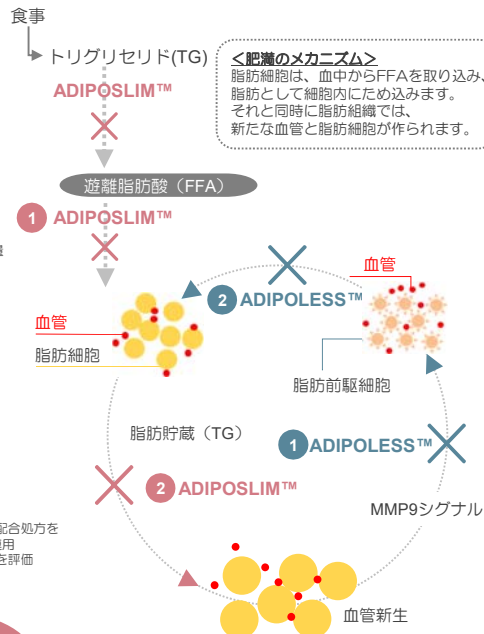 食事
トリグリセリド(TG)
＜肥満のメカニズム＞
脂肪細胞は、血中からFFAを取り込み、
脂肪として細胞内にため込みます。
それと同時に脂肪組織では、
新たな血管と脂肪細胞が作られます。
ADIPOSLIM™
遊離脂肪酸（FFA）
1 ADIPOSLIM™
血管
2 ADIPOLESS™
血管
脂肪細胞
脂肪前駆細胞
脂肪貯蔵（TG）
1 ADIPOLESS™
2 ADIPOSLIM™
MMP9シグナル
配合処方を
用
を評価
血管新生